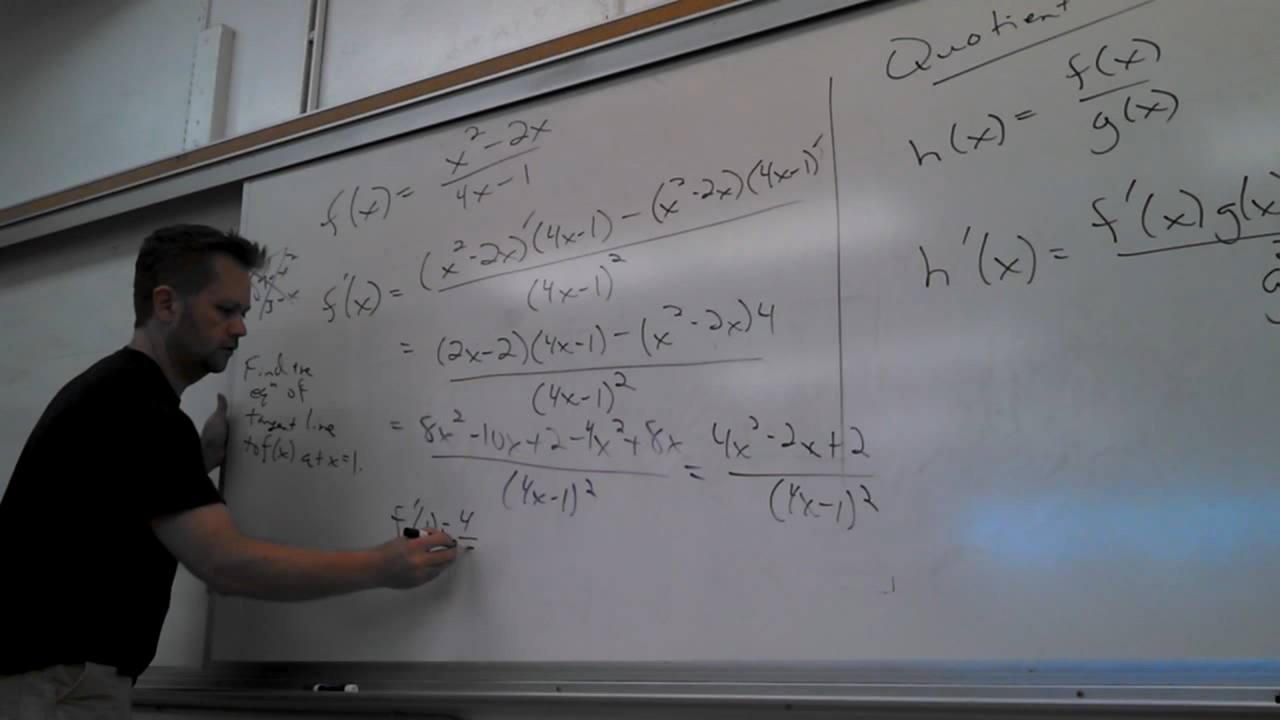 f(x) = x² - 2x / 4x - 1
f'(x) = (x² - 2x)'(4x-1) - (x² - 2x)(4x-1)' / (4x-1)²
= (2x-2)(4x-1) - (x² - 2x)4 / (4x-1)²
= 8x² - 10x + 2 - 4x² + 8x / (4x-1)² = 4x² - 2x + 2 / (4x-1)²
f'(1) = 4
Find the
eqⁿ of
tangent line
to f(x) at x=1.
Quotient
h(x) = f(x) / g(x)
h'(x) = f'(x)g(x)